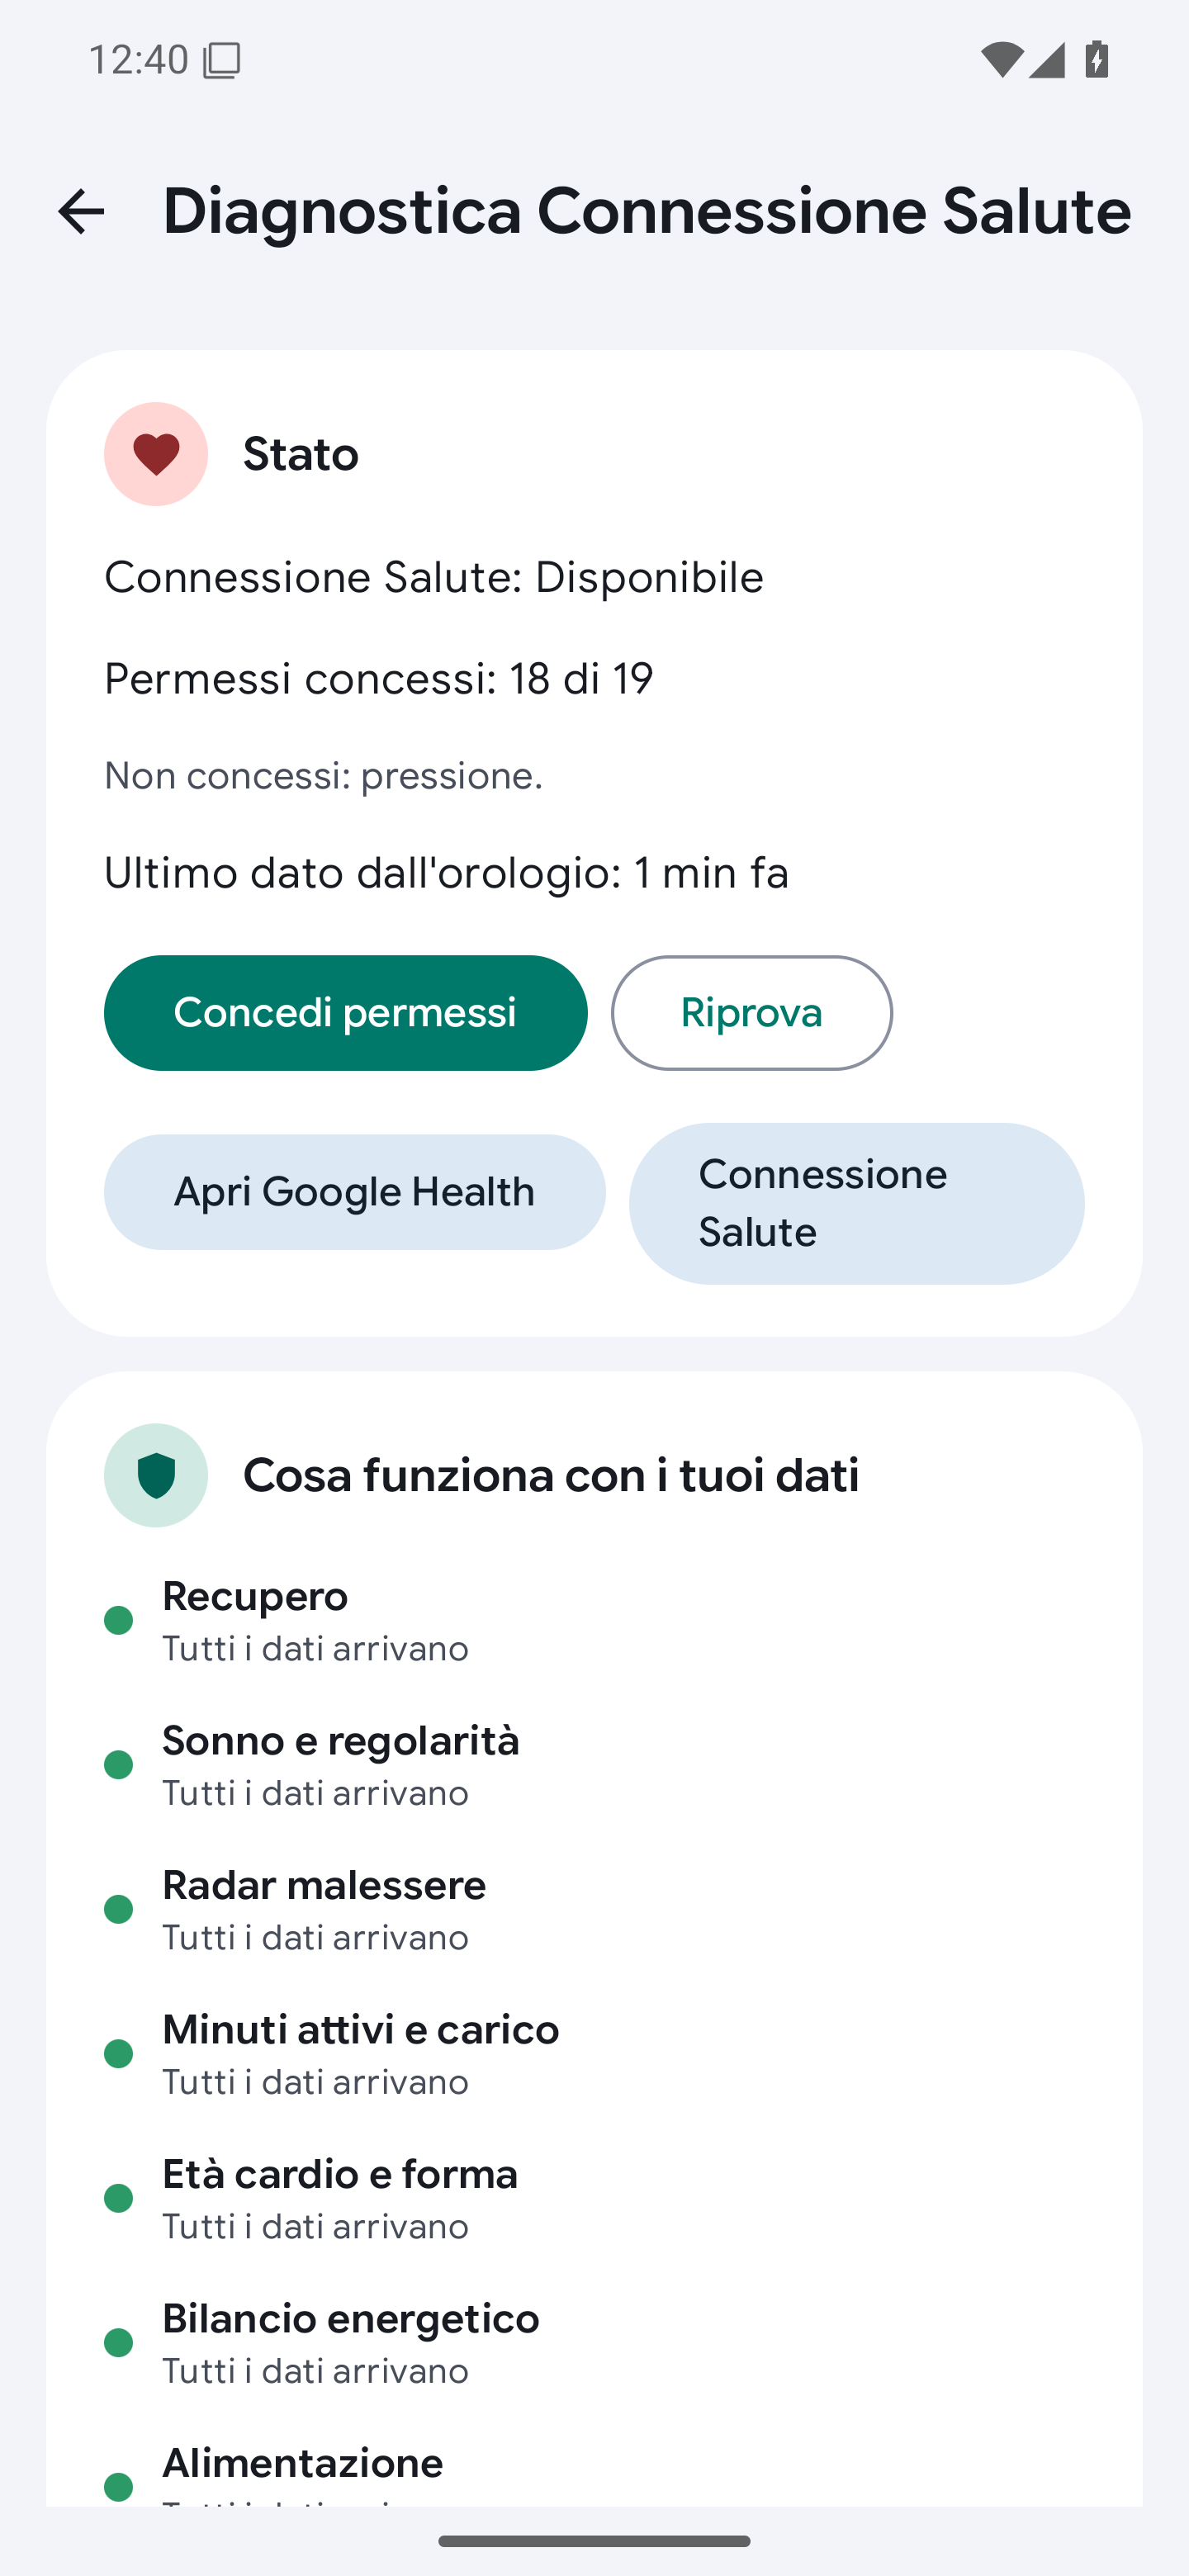 12:40
Diagnostica Connessione Salute
Stato
Connessione Salute: Disponibile
Permessi concessi: 18 di 19
Non concessi: pressione.
Ultimo dato dall'orologio: 1 min fa
Concedi permessi
Riprova
Apri Google Health
Connessione
Salute
Cosa funziona con i tuoi dati
Recupero
Tutti i dati arrivano
Sonno e regolarità
Tutti i dati arrivano
Radar malessere
Tutti i dati arrivano
Minuti attivi e carico
Tutti i dati arrivano
Età cardio e forma
Tutti i dati arrivano
Bilancio energetico
Tutti i dati arrivano
Alimentazione